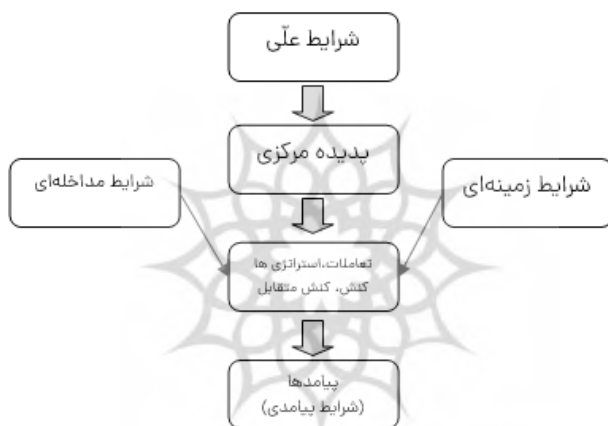 شرایط علّی
پدیده مرکزی
شرایط زمینه‌ای
شرایط مداخله‌ای
تعاملات،استراتژی ها
کنش، کنش متقابل
پیامدها
(شرایط پیامدی)